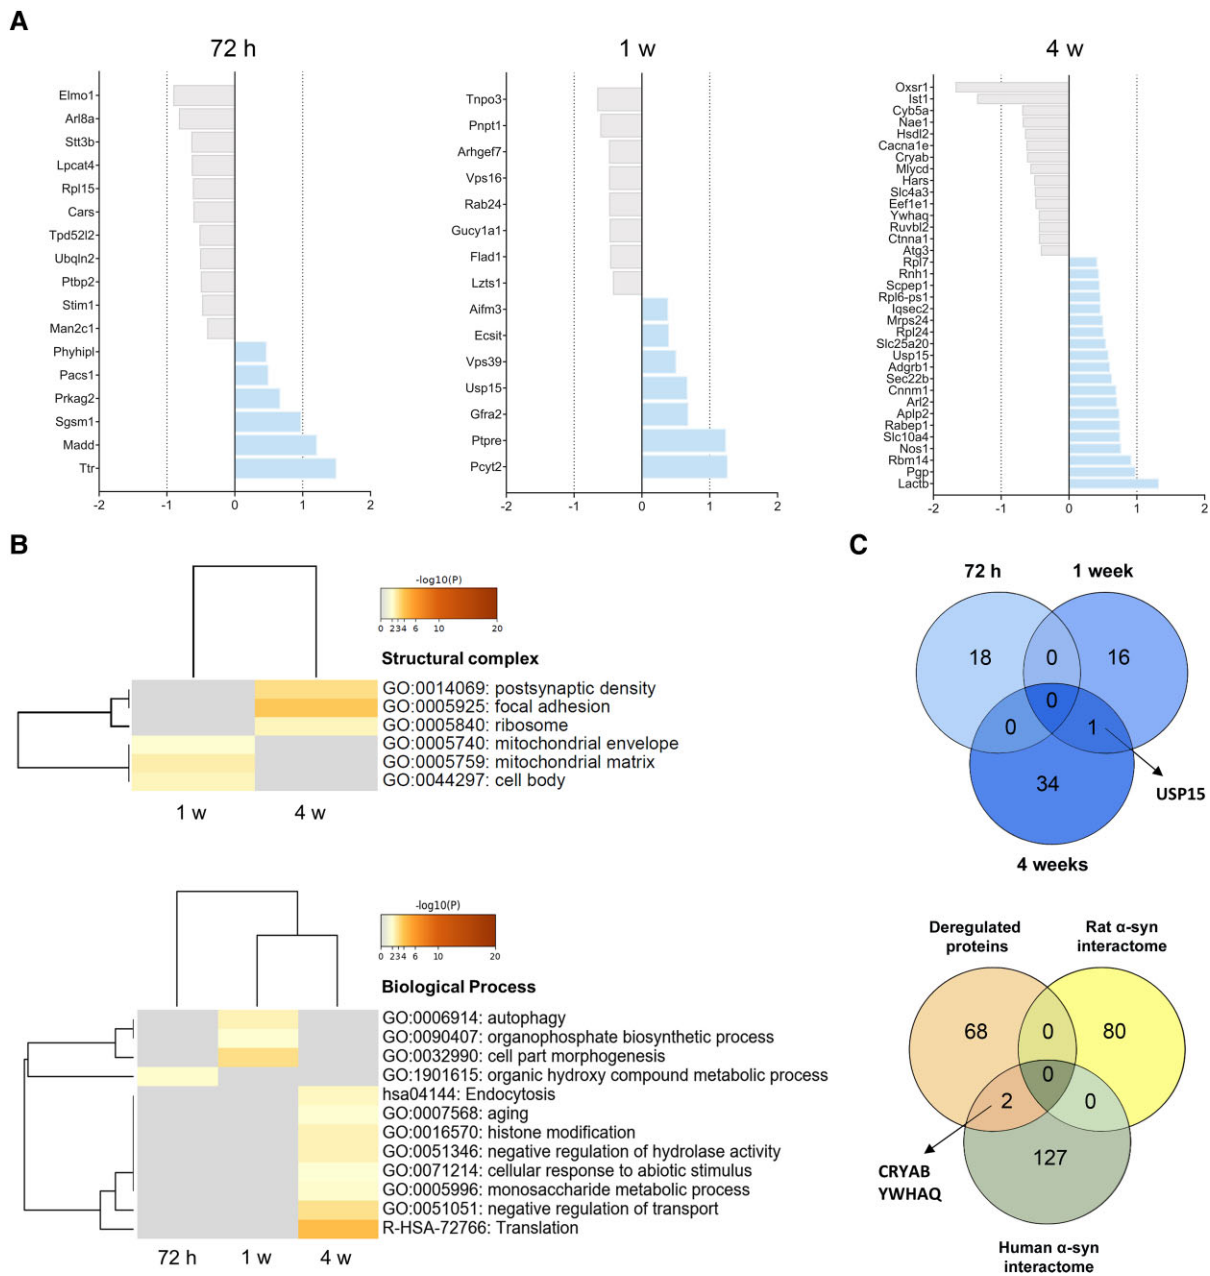 A
72 h
1 w
4 w
Elmo1
Arl8a
Stt3b
Lpcat4
Rpl15
Cars
Tpd52l2
Ubqln2
Ptbp2
Stim1
Man2c1
Phyhipl
Pacs1
Prkag2
Sgsm1
Madd
Ttr
-2
-1
0
1
2
Tnpo3
Pnpt1
Arhgef7
Vps16
Rab24
Gucy1a1
Flad1
Lzts1
Aifm3
Ecsit
Vps39
Usp15
Gfra2
Ptpre
Pcyt2
-2
-1
0
1
2
Oxsr1
Ist1
Cyb5a
Nae1
Hsdl2
Cacna1e
Cryab
Mlycd
Hars
Slc4a3
Eef1e1
Ywhaq
Ruvbl2
Ctnna1
Atg3
Rpl7
Rnh1
Scpep1
Rpl6-ps1
Iqsec2
Mrps24
Rpl24
Slc25a20
Usp15
Adgrb1
Sec22b
Cnnm1
Arl2
Aplp2
Rabep1
Slc10a4
Nos1
Rbm14
Pgp
Lactb
-2
-1
0
1
2
B
-log10(P)
0 2 3 4 6 10 20
Structural complex
GO:0014069: postsynaptic density
GO:0005925: focal adhesion
GO:0005840: ribosome
GO:0005740: mitochondrial envelope
GO:0005759: mitochondrial matrix
GO:0044297: cell body
1 w
4 w
-log10(P)
0 2 3 4 6 10 20
Biological Process
GO:0006914: autophagy
GO:0090407: organophosphate biosynthetic process
GO:0032990: cell part morphogenesis
GO:1901615: organic hydroxy compound metabolic process
hsa04144: Endocytosis
GO:0007568: aging
GO:0016570: histone modification
GO:0051346: negative regulation of hydrolase activity
GO:0071214: cellular response to abiotic stimulus
GO:0005996: monosaccharide metabolic process
GO:0051051: negative regulation of transport
R-HSA-72766: Translation
72 h
1 w
4 w
C
72 h
1 week
18
0
16
0
0
1
34
USP15
4 weeks
Deregulated
proteins
Rat α-syn
interactome
68
0
80
0
2
0
127
CRYAB
YWHAQ
Human α-syn
interactome